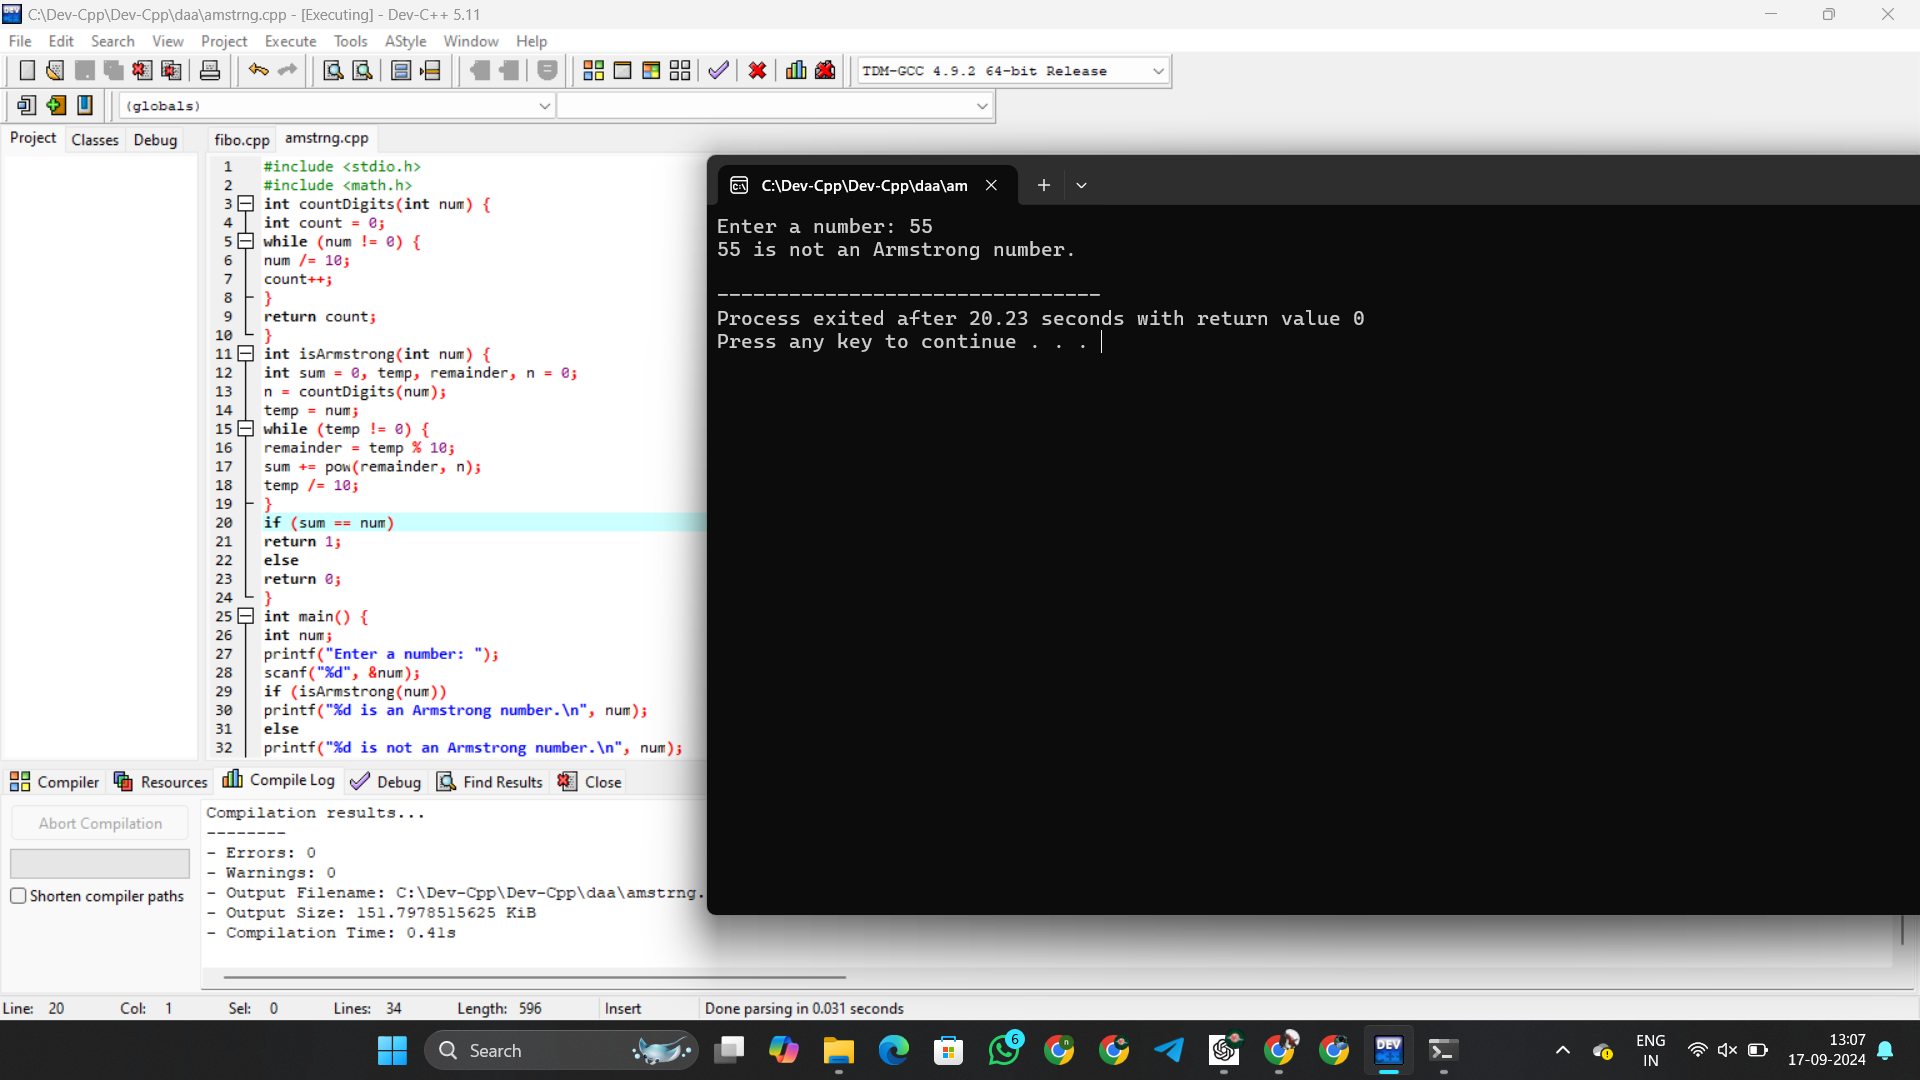 C:\Dev-Cpp\Dev-Cpp\daa\amstrng.cpp - [Executing] - Dev-C++ 5.11
File Edit Search View Project Execute Tools AStyle Window Help
TDM-GCC 4.9.2 64-bit Release
(globals)
Project Classes Debug
fibo.cpp amstrng.cpp
1 #include <stdio.h>
2 #include <math.h>
3 int countDigits(int num) {
4 int count = 0;
5 while (num != 0) {
6 num /= 10;
7 count++;
8 }
9 return count;
10 }
11 int isArmstrong(int num) {
12 int sum = 0, temp, remainder, n = 0;
13 n = countDigits(num);
14 temp = num;
15 while (temp != 0) {
16 remainder = temp % 10;
17 sum += pow(remainder, n);
18 temp /= 10;
19 }
20 if (sum == num)
21 return 1;
22 else
23 return 0;
24 }
25 int main() {
26 int num;
27 printf("Enter a number: ");
28 scanf("%d", &num);
29 if (isArmstrong(num))
30 printf("%d is an Armstrong number.\n", num);
31 else
32 printf("%d is not an Armstrong number.\n", num);
C:\Dev-Cpp\Dev-Cpp\daa\am
Enter a number: 55
55 is not an Armstrong number.
--------------------------------
Process exited after 20.23 seconds with return value 0
Press any key to continue . . .
Compiler Resources Compile Log Debug Find Results Close
Abort Compilation
Shorten compiler paths
Compilation results...
--------
- Errors: 0
- Warnings: 0
- Output Filename: C:\Dev-Cpp\Dev-Cpp\daa\amstrng.
- Output Size: 151.7978515625 KiB
- Compilation Time: 0.41s
Line: 20 Col: 1 Sel: 0 Lines: 34 Length: 596 Insert Done parsing in 0.031 seconds
Search
6
DEV
ENG
IN
13:07
17-09-2024